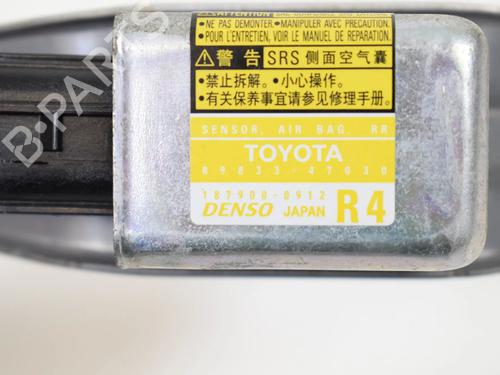 ATTENTION
•NE PAS DEMONTER. •MANIPULER AVEC PRECAUTION.
•POUR L'ENTRETIEN, VOIR LE MANUEL DE REPARATION.
警告 SRS 侧面空气囊
•禁止拆解。•小心操作。
•有关保养事宜请参见修理手册。
SENSOR, AIR BAG, RR
TOYOTA
89833-47030
187900-0912
DENSO JAPAN R4
B-PARTS